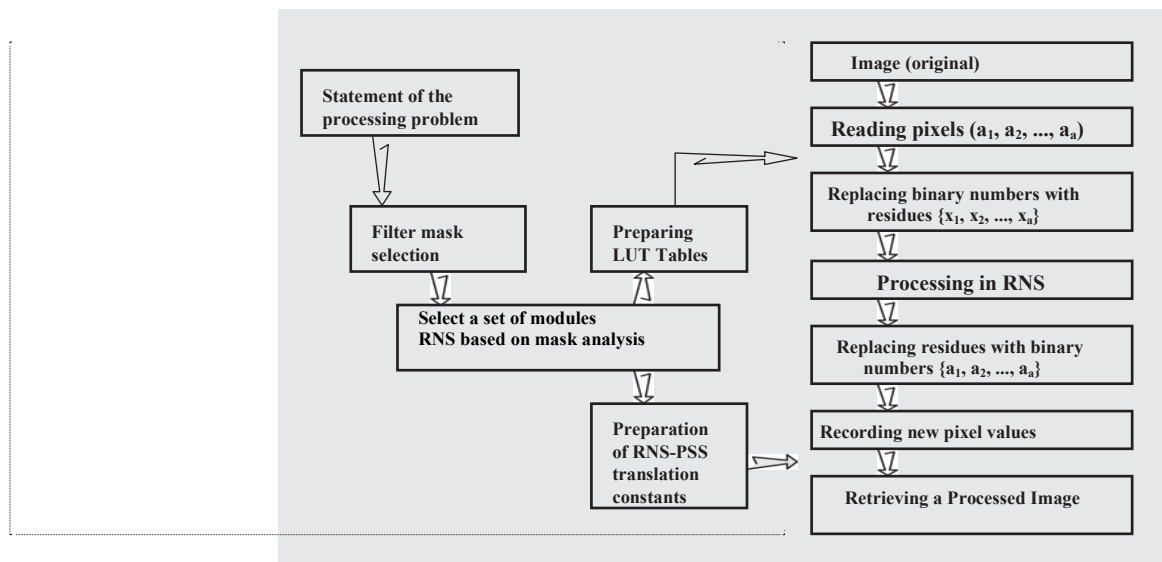 Statement of the
processing problem
Filter mask
selection
Preparing
LUT Tables
Select a set of modules
RNS based on mask analysis
Preparation
of RNS-PSS
translation
constants
Image (original)
Reading pixels (a₁, a₂, ..., aₐ)
Replacing binary numbers with
residues {x₁, x₂, ..., xₐ}
Processing in RNS
Replacing residues with binary
numbers {a₁, a₂, ..., aₐ}
Recording new pixel values
Retrieving a Processed Image